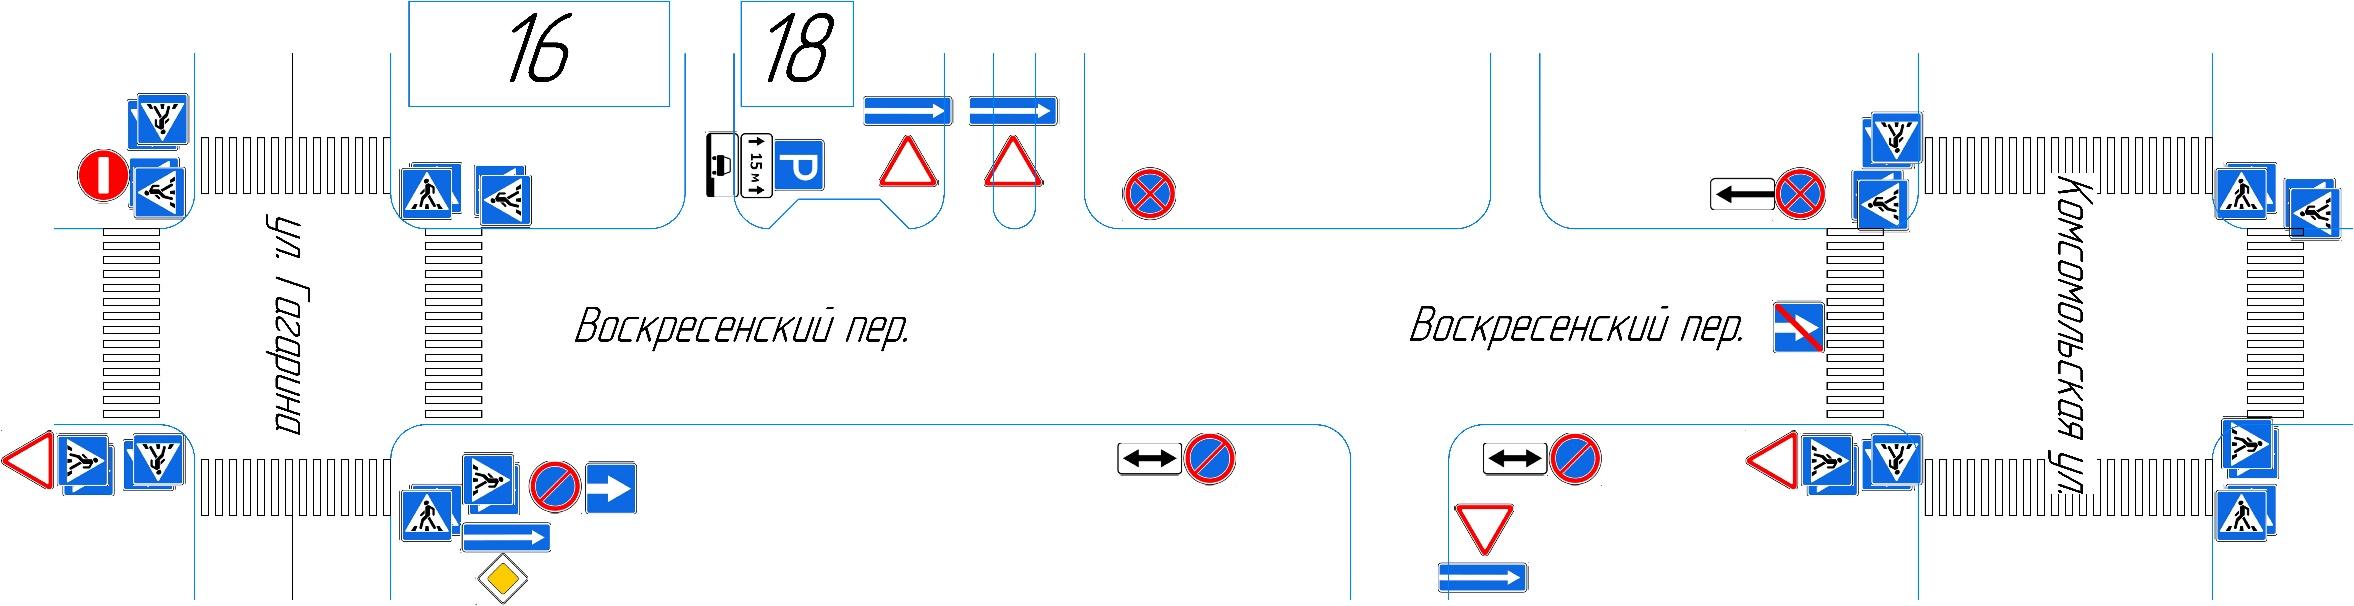 16
18
15 м
P
ул. Гагарина
Воскресенский пер.
Воскресенский пер.
Комсомольская ул.